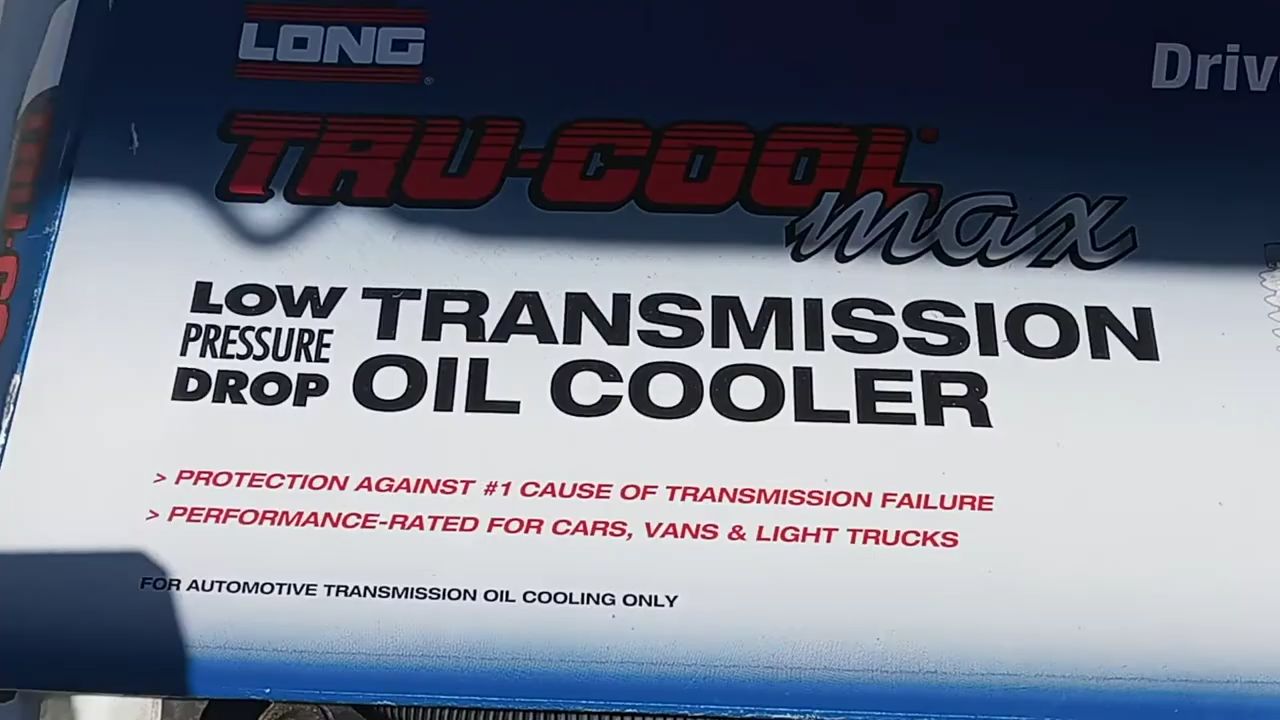 LONG
Driv
TRU-COOL
max
LOW PRESSURE DROP
TRANSMISSION
OIL COOLER
> PROTECTION AGAINST #1 CAUSE OF TRANSMISSION FAILURE
> PERFORMANCE-RATED FOR CARS, VANS & LIGHT TRUCKS
FOR AUTOMOTIVE TRANSMISSION OIL COOLING ONLY